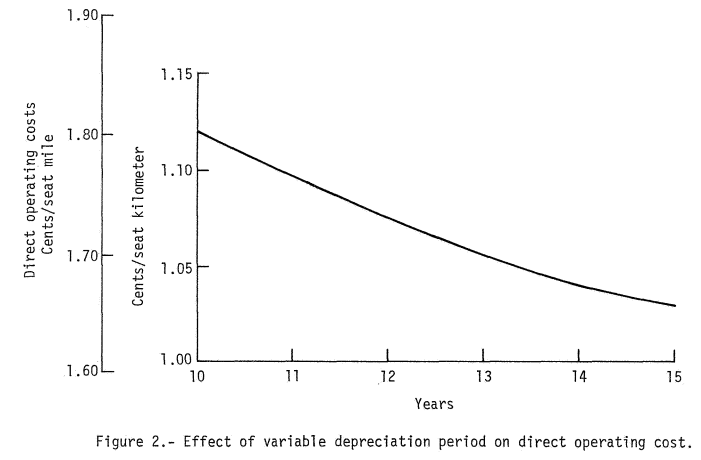 1.90
1.80
1.70
1.60
Direct operating costs
Cents/seat mile
1.15
1.10
1.05
1.00
Cents/seat kilometer
10 11 12 13 14 15
Years
Figure 2.- Effect of variable depreciation period on direct operating cost.